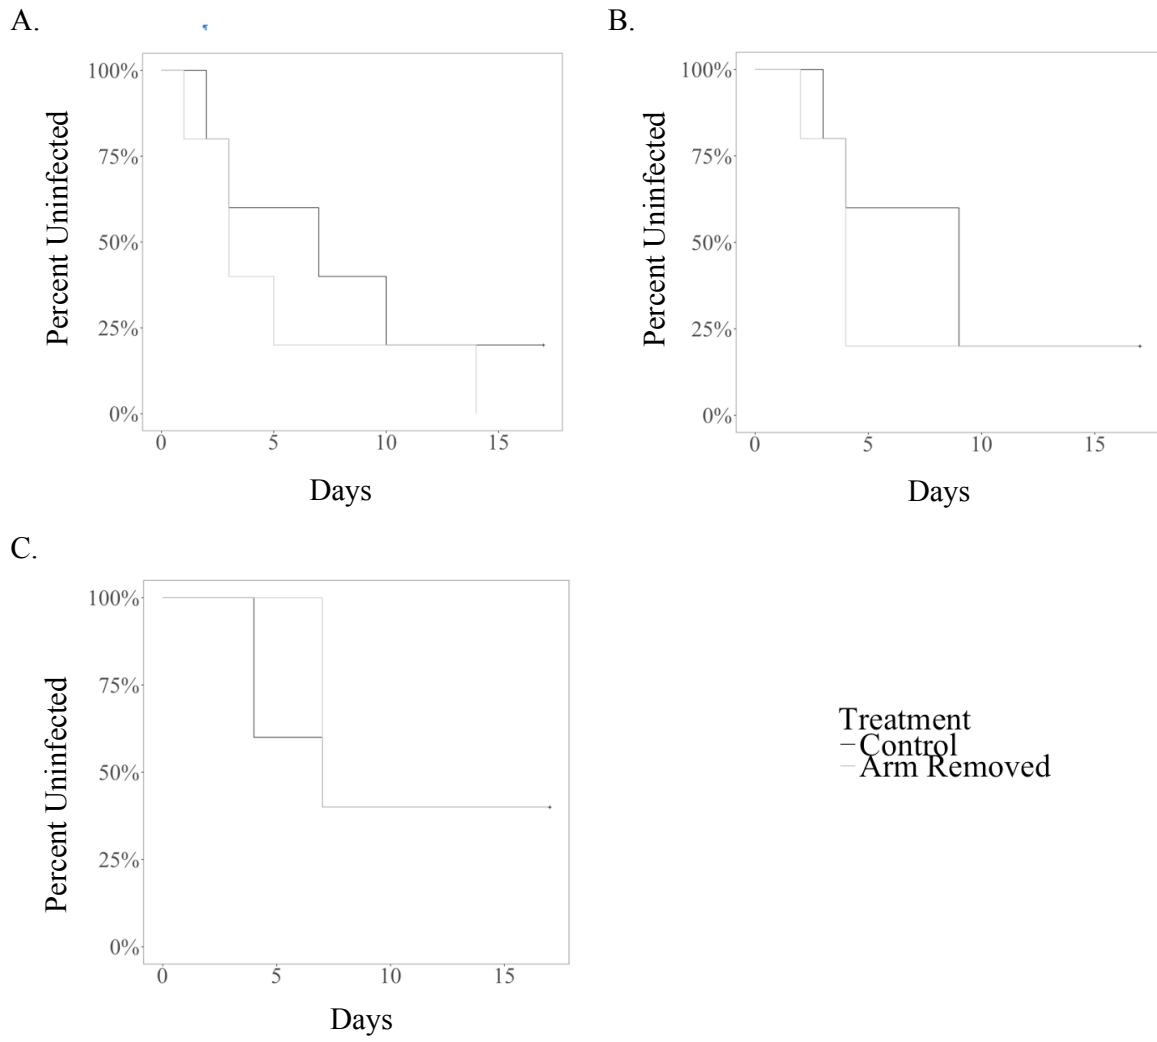 A.
Percent Uninfected
100%
75%
50%
25%
0%
0 5 10 15
Days
B.
Percent Uninfected
100%
75%
50%
25%
0%
0 5 10 15
Days
C.
Percent Uninfected
100%
75%
50%
25%
0%
0 5 10 15
Days
Treatment
Control
Arm Removed